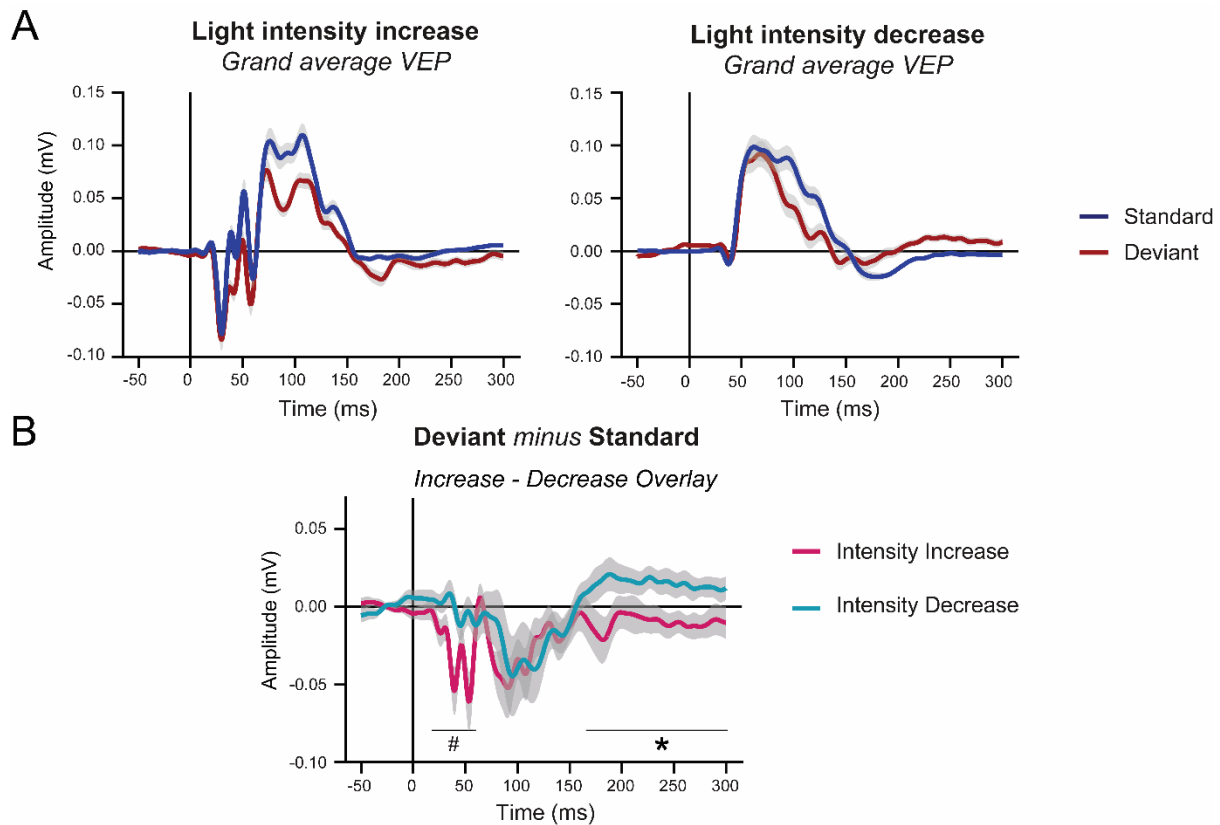 A
Light intensity increase
Grand average VEP
Light intensity decrease
Grand average VEP
Amplitude (mV)
0.15
0.10
0.05
0.00
-0.05
-0.10
-50 0 50 100 150 200 250 300
Time (ms)
0.15
0.10
0.05
0.00
-0.05
-0.10
-50 0 50 100 150 200 250 300
Time (ms)
Standard
Deviant
B
Deviant minus Standard
Increase - Decrease Overlay
Amplitude (mV)
0.05
0.00
-0.05
-0.10
# *
-50 0 50 100 150 200 250 300
Time (ms)
Intensity Increase
Intensity Decrease